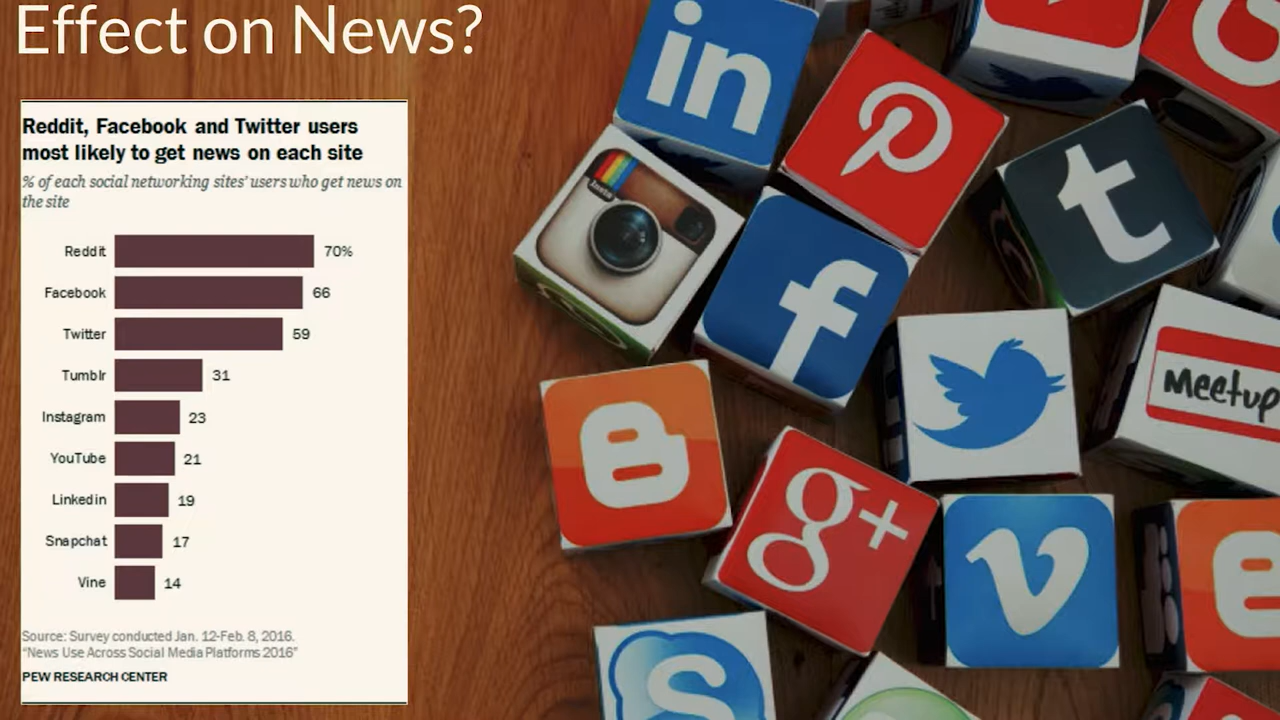 Effect on News?
Reddit, Facebook and Twitter users
most likely to get news on each site
% of each social networking sites' users who get news on
the site
Reddit 70%
Facebook 66
Twitter 59
Tumblr 31
Instagram 23
YouTube 21
Linkedin 19
Snapchat 17
Vine 14
Source: Survey conducted Jan. 12-Feb. 8, 2016.
"News Use Across Social Media Platforms 2016"
PEW RESEARCH CENTER
in
Insta
t
f
Meetup
g+
v
S